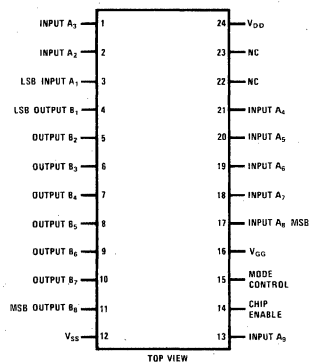 INPUT A3 1
INPUT A2 2
LSB INPUT A1 3
LSB OUTPUT B1 4
OUTPUT B2 5
OUTPUT B3 6
OUTPUT B4 7
OUTPUT B5 8
OUTPUT B6 9
OUTPUT B7 10
MSB OUTPUT B8 11
VSS 12
24 VDD
23 NC
22 NC
21 INPUT A4
20 INPUT A5
19 INPUT A6
18 INPUT A7
17 INPUT A8 MSB
16 VGG
15 MODE
CONTROL
14 CHIP
ENABLE
13 INPUT A9
TOP VIEW